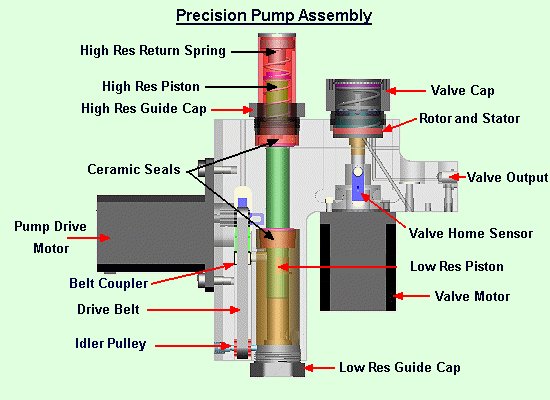 Precision Pump Assembly
High Res Return Spring
High Res Piston
High Res Guide Cap
Valve Cap
Rotor and Stator
Ceramic Seals
Valve Output
Pump Drive
Motor
Valve Home Sensor
Low Res Piston
Belt Coupler
Valve Motor
Drive Belt
Idler Pulley
Low Res Guide Cap